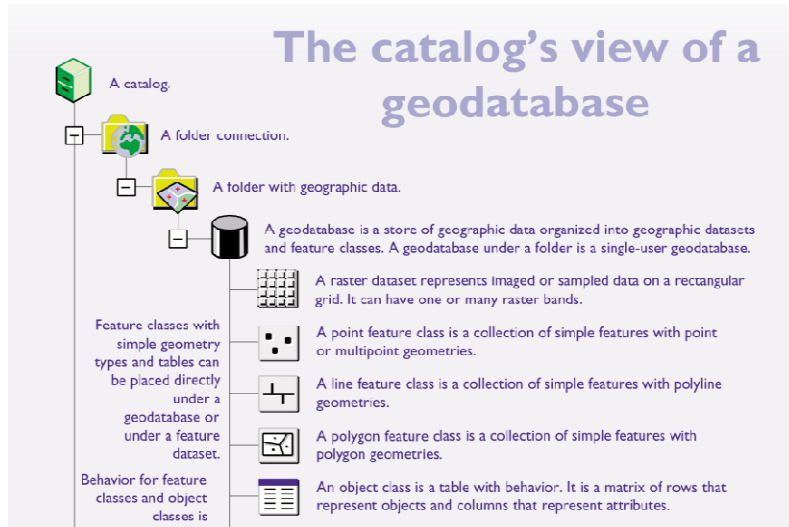 The catalog's view of a
geodatabase
A catalog.
A folder connection.
A folder with geographic data.
A geodatabase is a store of geographic data organized into geographic datasets
and feature classes. A geodatabase under a folder is a single-user geodatabase.
A raster dataset represents imaged or sampled data on a rectangular
grid. It can have one or many raster bands.
Feature classes with
simple geometry
types and tables can
be placed directly
under a
geodatabase or
under a feature
dataset.
A point feature class is a collection of simple features with point
or multipoint geometries.
A line feature class is a collection of simple features with polyline
geometries.
A polygon feature class is a collection of simple features with
polygon geometries.
Behavior for feature
classes and object
classes is
An object class is a table with behavior. It is a matrix of rows that
represent objects and columns that represent attributes.